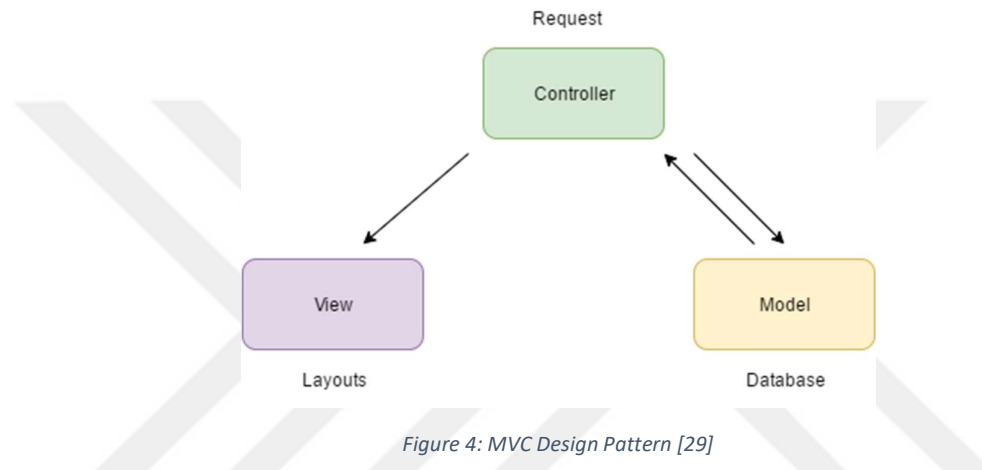 Request
Controller
View
Model
Layouts
Database
Figure 4: MVC Design Pattern [29]